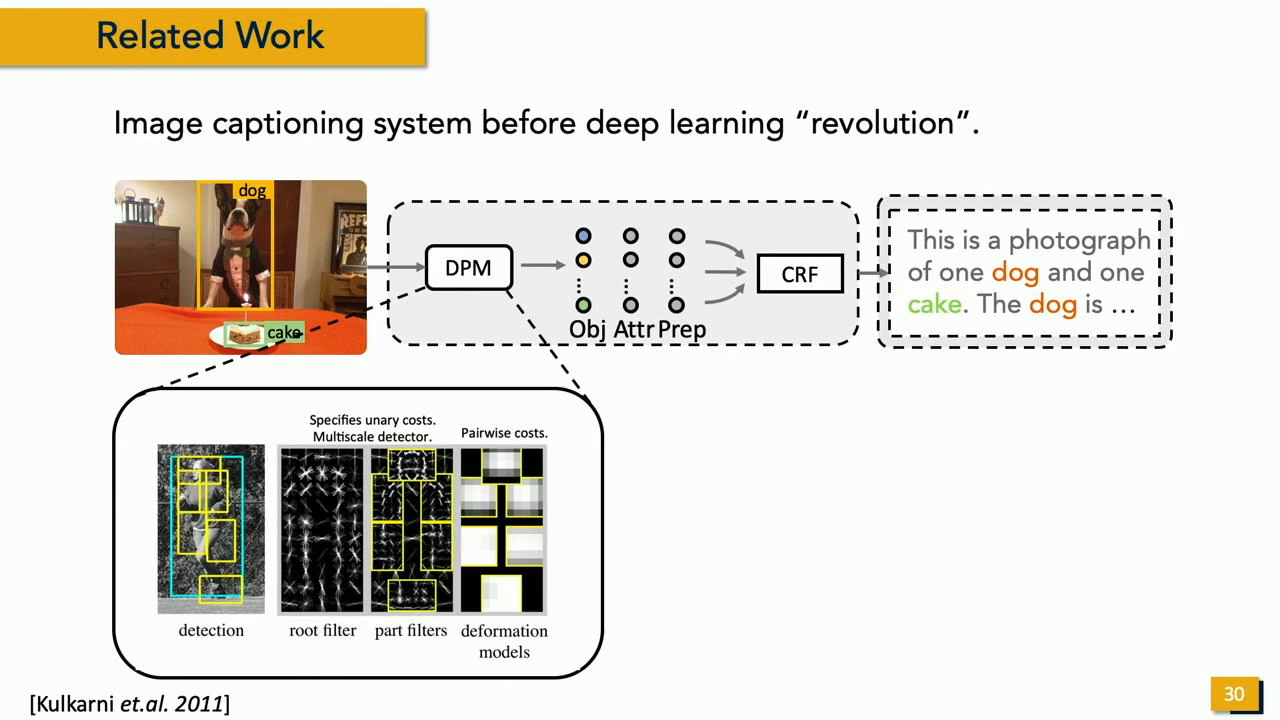 Related Work
Image captioning system before deep learning “revolution”.
dog
cake
DPM
Obj Attr Prep
CRF
This is a photograph
of one dog and one
cake. The dog is ...
Specifies unary costs.
Multiscale detector.
Pairwise costs.
detection
root filter
part filters
deformation
models
[Kulkarni et.al. 2011]
30